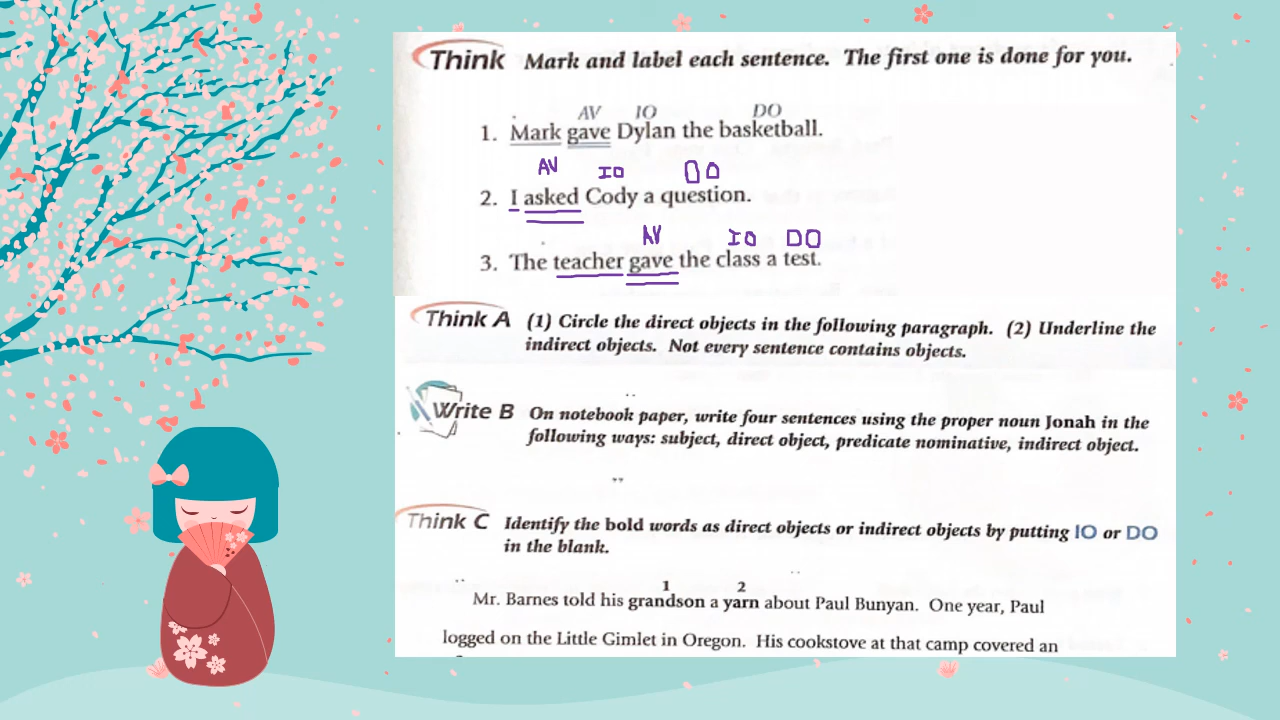 Think Mark and label each sentence. The first one is done for you.
AV IO DO
1. Mark gave Dylan the basketball.
AV IO DO
2. I asked Cody a question.
AV IO DO
3. The teacher gave the class a test.
Think A (1) Circle the direct objects in the following paragraph. (2) Underline the
indirect objects. Not every sentence contains objects.
Write B On notebook paper, write four sentences using the proper noun Jonah in the
following ways: subject, direct object, predicate nominative, indirect object.
Think C Identify the bold words as direct objects or indirect objects by putting IO or DO
in the blank.
1 2
Mr. Barnes told his grandson a yarn about Paul Bunyan. One year, Paul
logged on the Little Gimlet in Oregon. His cookstove at that camp covered an